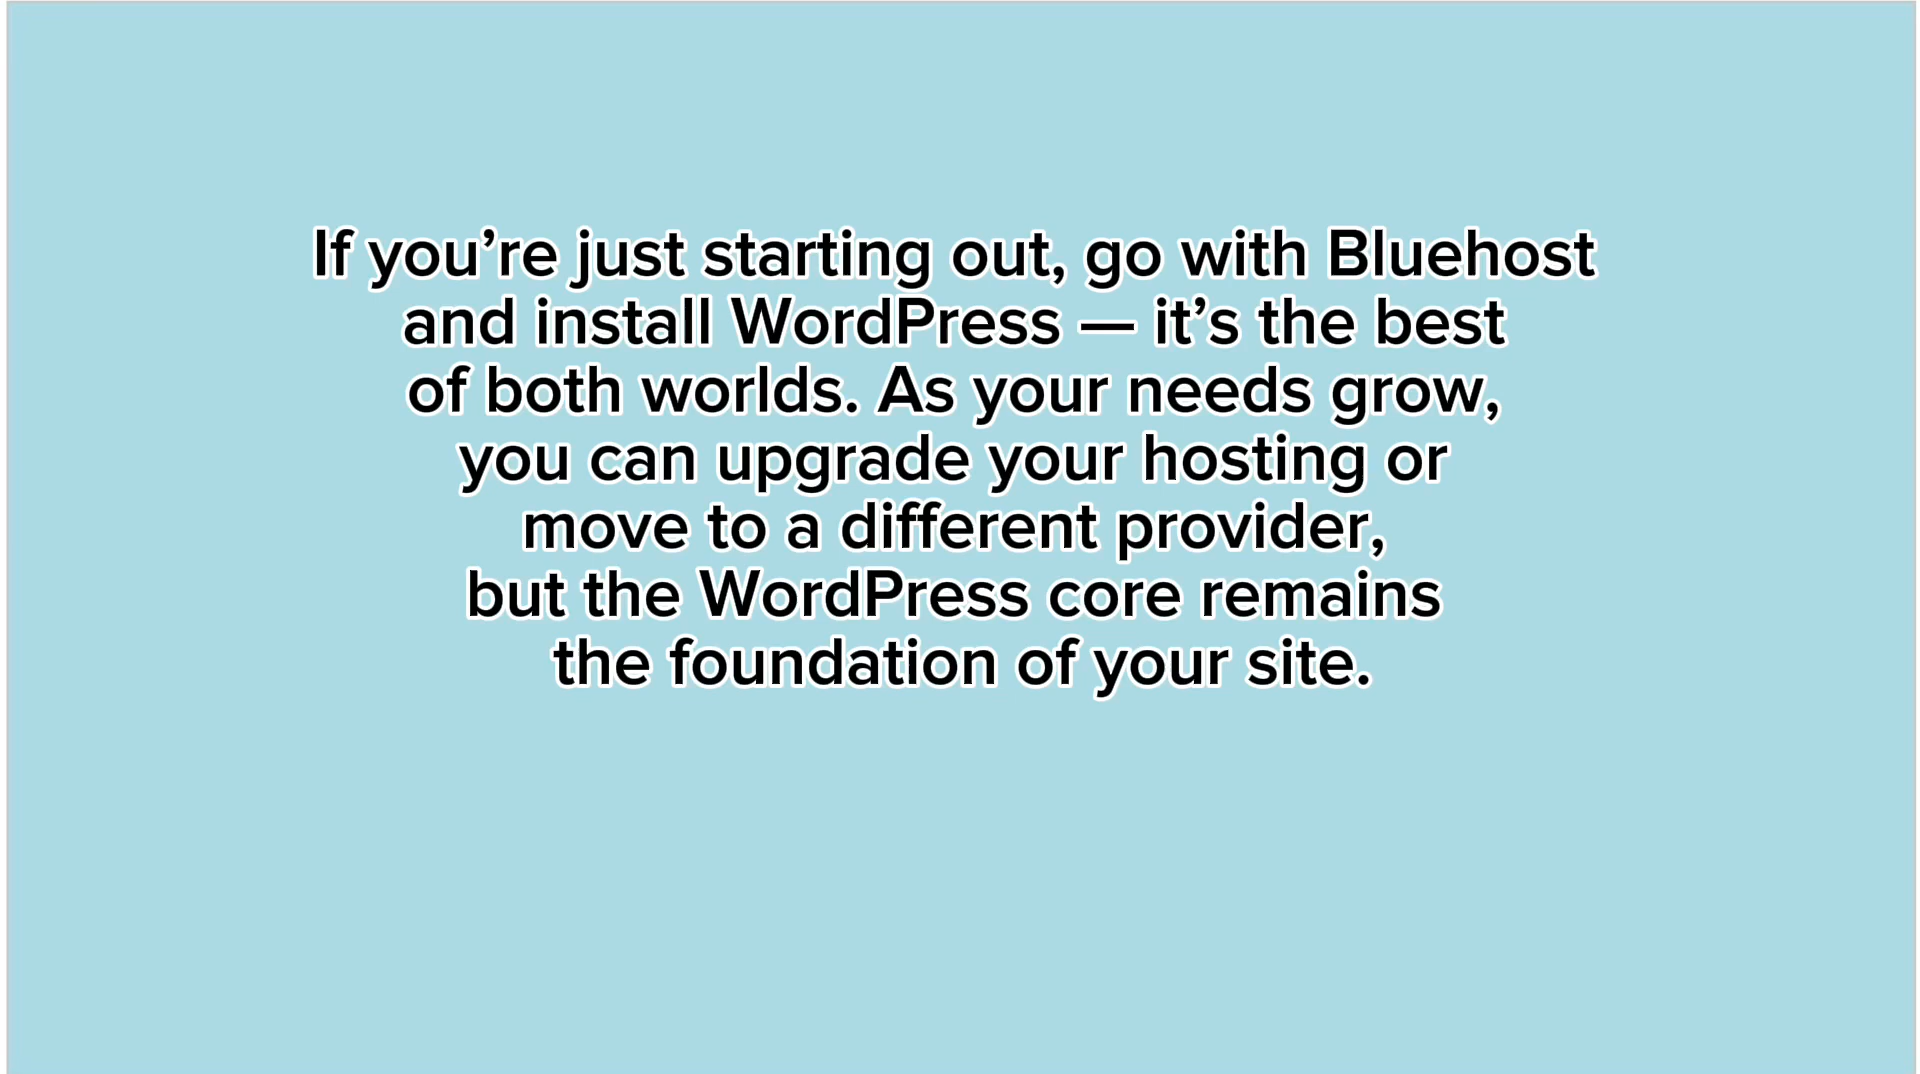 If you’re just starting out, go with Bluehost
and install WordPress — it’s the best
of both worlds. As your needs grow,
you can upgrade your hosting or
move to a different provider,
but the WordPress core remains
the foundation of your site.